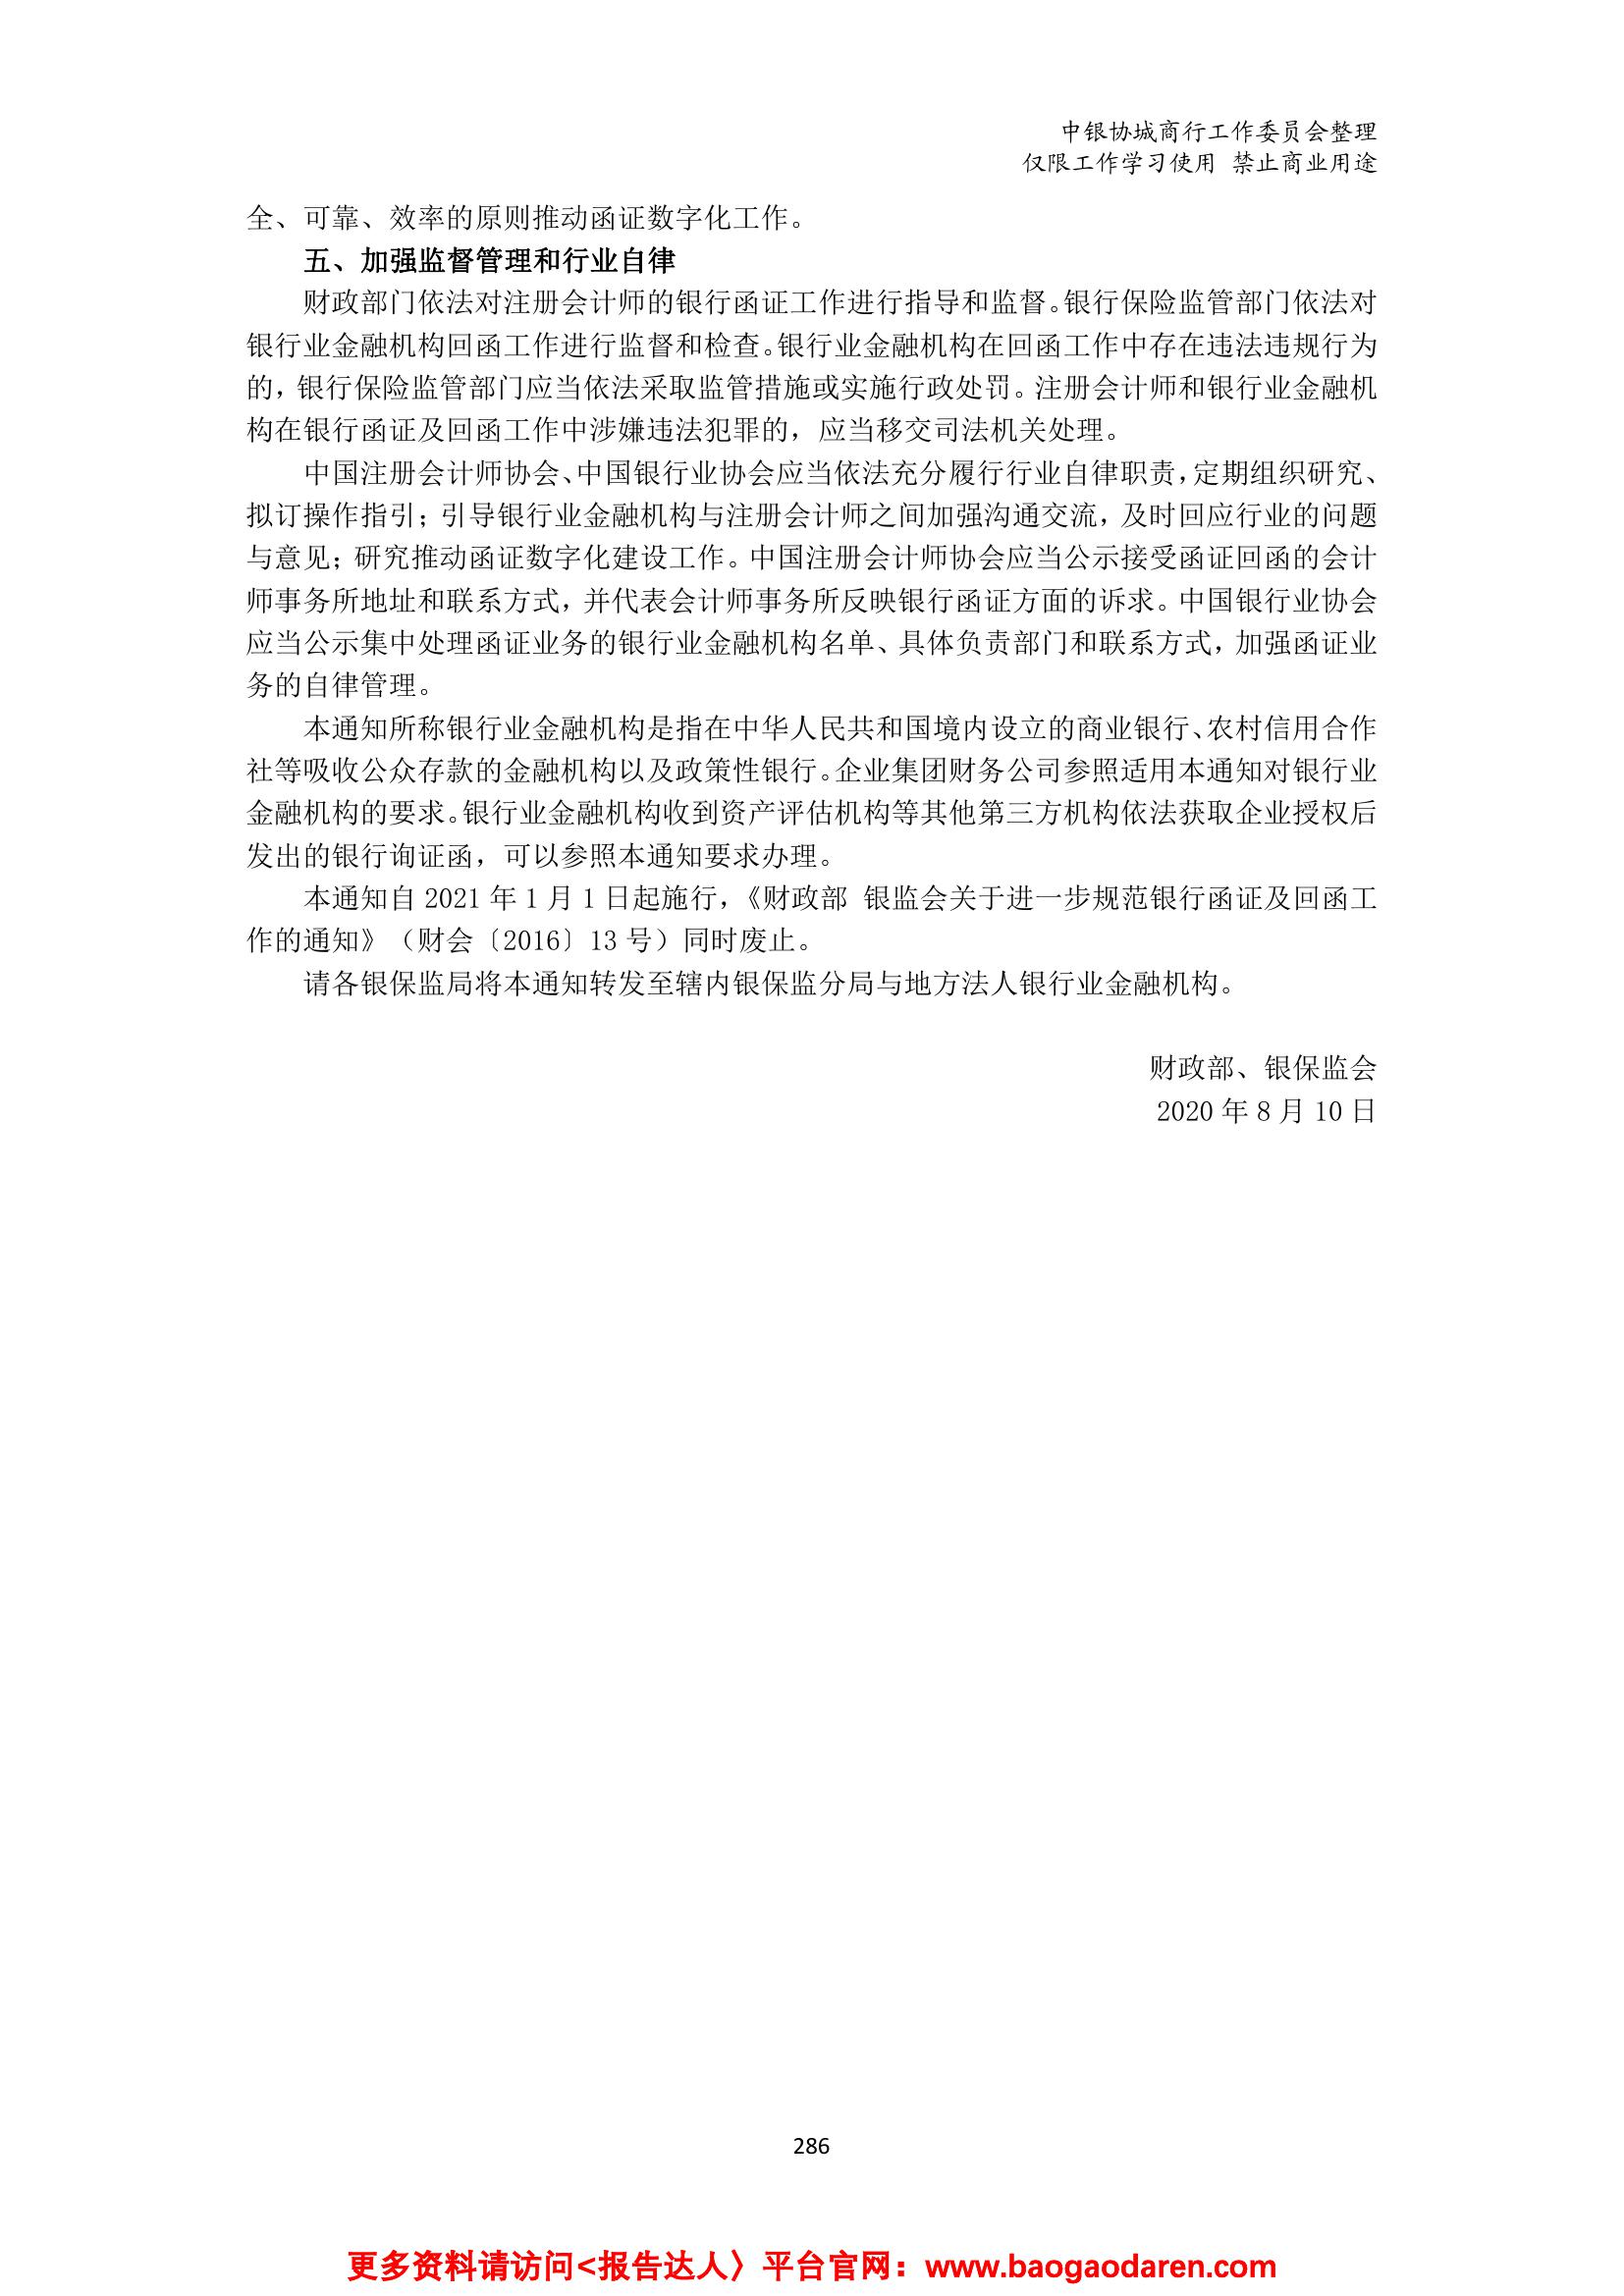 中银协城商行工作委员会整理
仅限工作学习使用 禁止商业用途
全、可靠、效率的原则推动函证数字化工作。
五、加强监督管理和行业自律
财政部门依法对注册会计师的银行函证工作进行指导和监督。银行保险监管部门依法对
银行业金融机构回函工作进行监督和检查。银行业金融机构在回函工作中存在违法违规行为
的，银行保险监管部门应当依法采取监管措施或实施行政处罚。注册会计师和银行业金融机
构在银行函证及回函工作中涉嫌违法犯罪的，应当移交司法机关处理。
中国注册会计师协会、中国银行业协会应当依法充分履行行业自律职责，定期组织研究、
拟订操作指引；引导银行业金融机构与注册会计师之间加强沟通交流，及时回应行业的问题
与意见；研究推动函证数字化建设工作。中国注册会计师协会应当公示接受函证回函的会计
师事务所地址和联系方式，并代表会计师事务所反映银行函证方面的诉求。中国银行业协会
应当公示集中处理函证业务的银行业金融机构名单、具体负责部门和联系方式，加强函证业
务的自律管理。
本通知所称银行业金融机构是指在中华人民共和国境内设立的商业银行、农村信用合作
社等吸收公众存款的金融机构以及政策性银行。企业集团财务公司参照适用本通知对银行业
金融机构的要求。银行业金融机构收到资产评估机构等其他第三方机构依法获取企业授权后
发出的银行询证函，可以参照本通知要求办理。
本通知自 2021 年 1 月 1 日起施行，《财政部 银监会关于进一步规范银行函证及回函工
作的通知》（财会〔2016〕13 号）同时废止。
请各银保监局将本通知转发至辖内银保监分局与地方法人银行业金融机构。
财政部、银保监会
2020 年 8 月 10 日
286
更多资料请访问<报告达人〉平台官网：www.baogaodaren.com